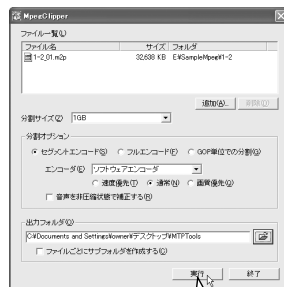 MpegClipper
ファイル一覧(L)
ファイル名 サイズ フォルダ
1-2_01.m2p 32,638 KB E:¥SampleMpeg¥1-2
追加(A)... 削除(D)
分割サイズ(Z) 1GB
分割オプション
セグメントエンコード(S) フルエンコード(F) GOP単位での分割(G)
エンコーダ(E) ソフトウェアエンコーダ
速度優先(T) 通常(N) 画質優先(Q)
音声を非圧縮状態で補正する(R)
出力フォルダ(O)
C:¥Documents and Settings¥owner¥デスクトップ¥MTPTools
ファイルごとにサブフォルダを作成する(C)
実行 終了